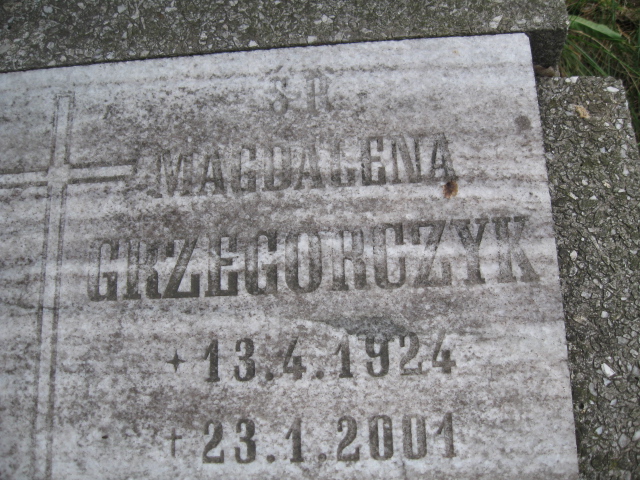 Ś P
MAGDALENA
GRZEGORCZYK
+ 13.4.1924
+ 23.1.2001